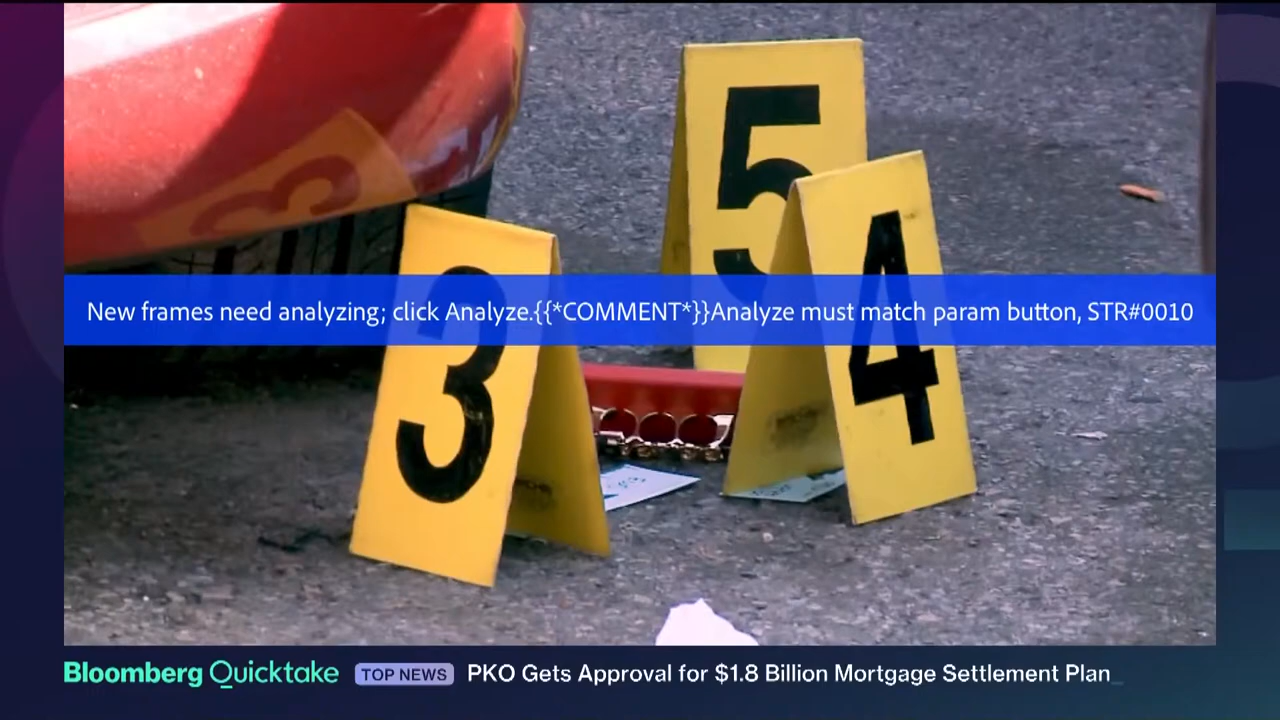 5
4
3
New frames need analyzing; click Analyze.{{*COMMENT*}}Analyze must match param button, STR#0010
Bloomberg Quicktake TOP NEWS PKO Gets Approval for $1.8 Billion Mortgage Settlement Plan_